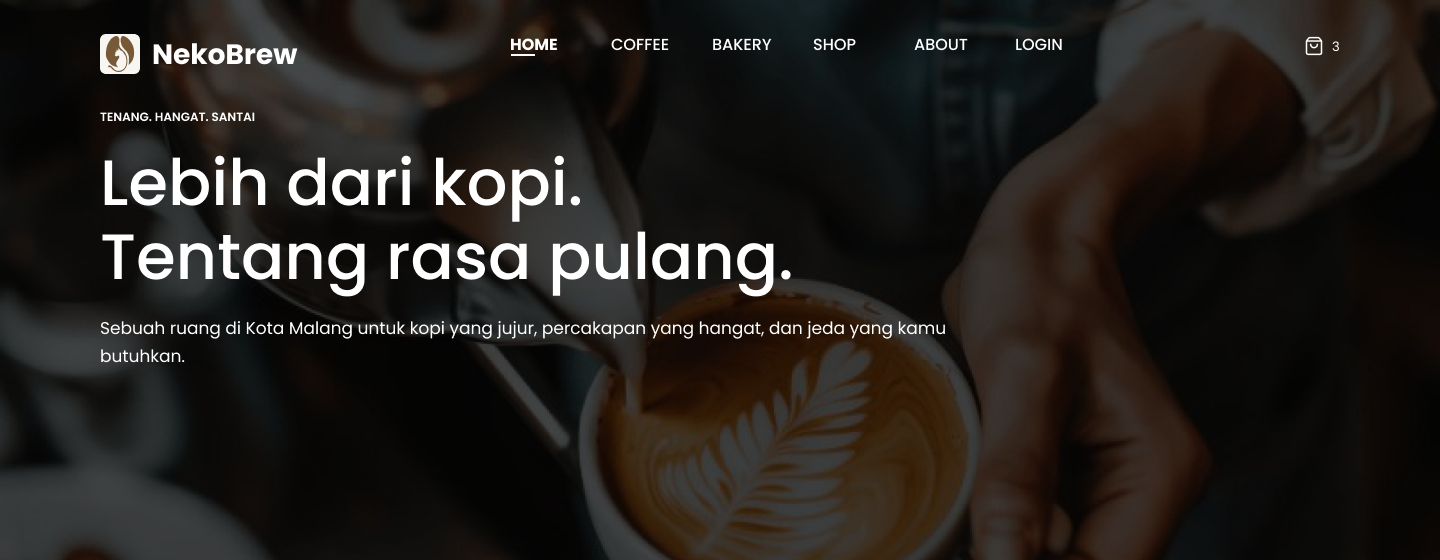 NekoBrew
HOME COFFEE BAKERY SHOP ABOUT LOGIN
3
TENANG. HANGAT. SANTAI
Lebih dari kopi.
Tentang rasa pulang.
Sebuah ruang di Kota Malang untuk kopi yang jujur, percakapan yang hangat, dan jeda yang kamu
butuhkan.